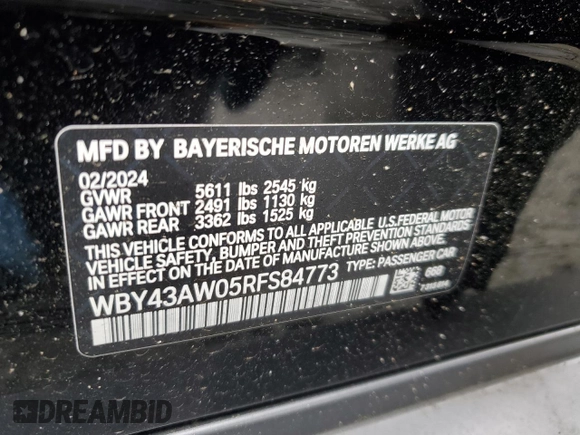 MFD BY BAYERISCHE MOTOREN WERKE AG
02/2024
GVWR 5611 lbs 2545 kg
GAWR FRONT 2491 lbs 1130 kg
GAWR REAR 3362 lbs 1525 kg
THIS VEHICLE CONFORMS TO ALL APPLICABLE U.S. FEDERAL MOTOR
VEHICLE SAFETY, BUMPER AND THEFT PREVENTION STANDARDS
IN EFFECT ON THE DATE OF MANUFACTURE SHOWN ABOVE.
WBY43AW05RFS84773 TYPE: PASSENGER CAR
668
DREAMBID